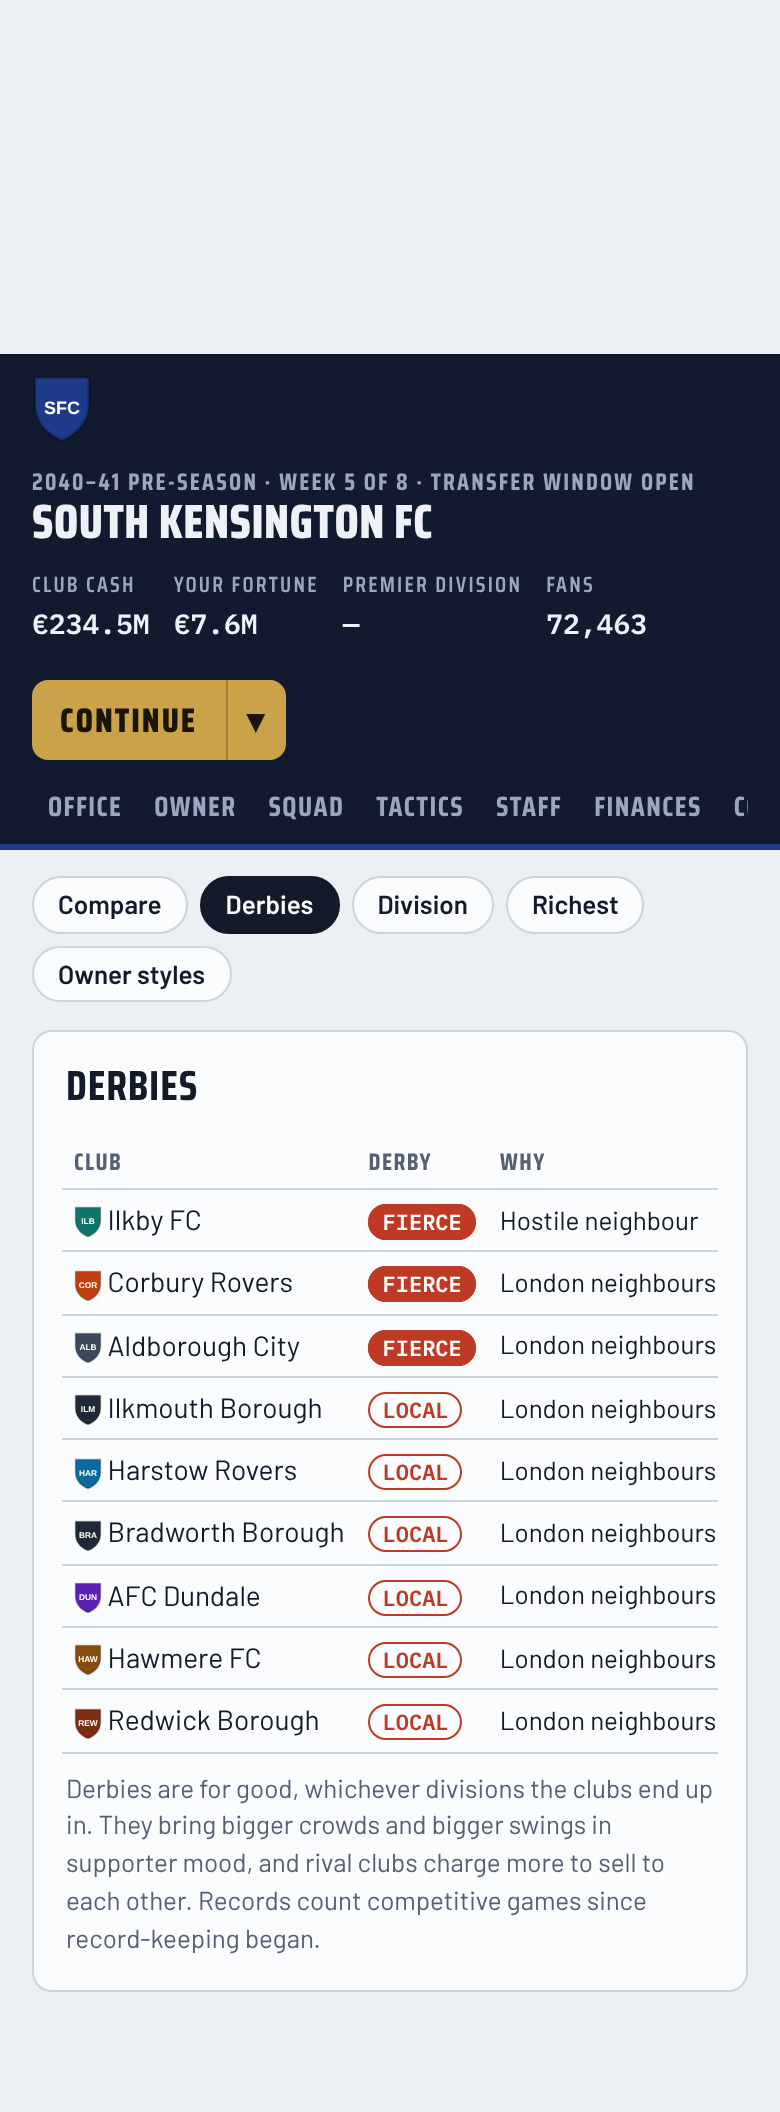 SFC
2040–41 PRE-SEASON · WEEK 5 OF 8 · TRANSFER WINDOW OPEN
SOUTH KENSINGTON FC
CLUB CASH YOUR FORTUNE PREMIER DIVISION FANS
€234.5M €7.6M – 72,463
CONTINUE ▼
OFFICE OWNER SQUAD TACTICS STAFF FINANCES
Compare Derbies Division Richest
Owner styles
DERBIES
CLUB DERBY WHY
ILB Ilkby FC FIERCE Hostile neighbour
COR Corbury Rovers FIERCE London neighbours
ALB Aldborough City FIERCE London neighbours
ILM Ilkmouth Borough LOCAL London neighbours
HAR Harstow Rovers LOCAL London neighbours
BRA Bradworth Borough LOCAL London neighbours
DUN AFC Dundale LOCAL London neighbours
HAW Hawmere FC LOCAL London neighbours
REW Redwick Borough LOCAL London neighbours
Derbies are for good, whichever divisions the clubs end up
in. They bring bigger crowds and bigger swings in
supporter mood, and rival clubs charge more to sell to
each other. Records count competitive games since
record-keeping began.